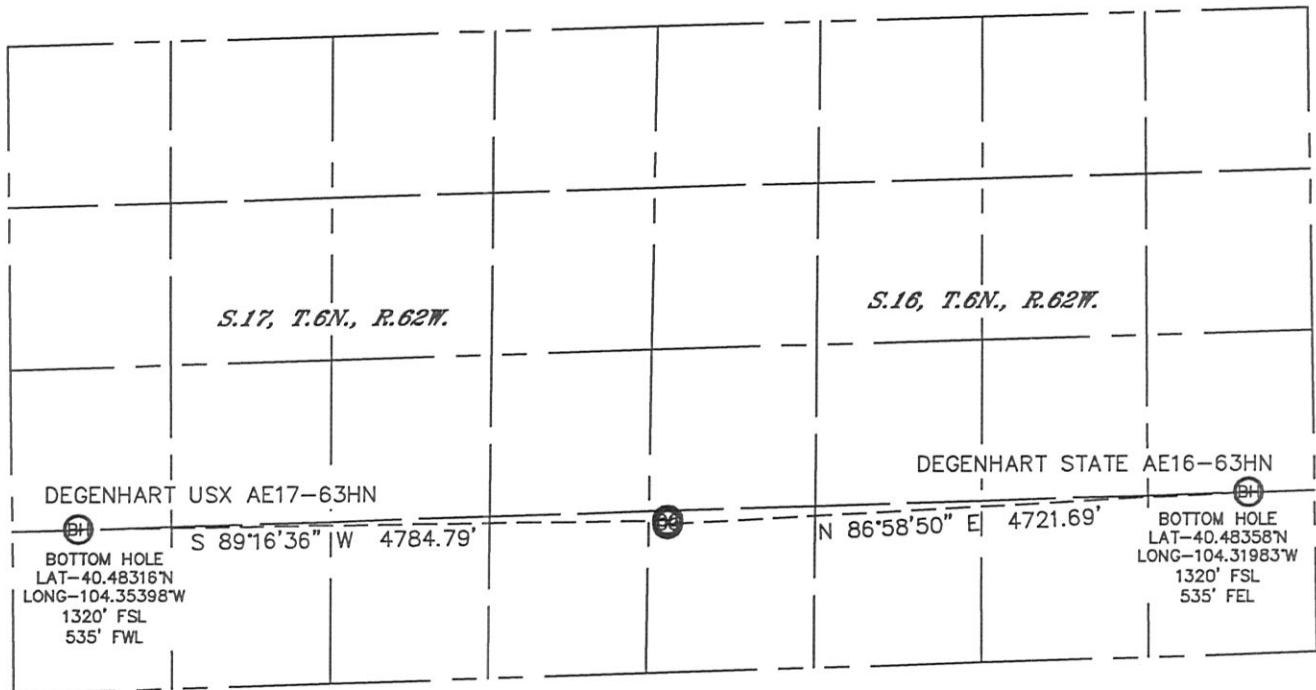 S.17, T.6N., R.62W.
S.16, T.6N., R.62W.
DEGENHART USX AE17-63HN
BH
S 89°16'36" W 4784.79'
BOTTOM HOLE
LAT-40.48316°N
LONG-104.35398°W
1320' FSL
535' FWL
DEGENHART STATE AE16-63HN
BH
N 86°58'50" E 4721.69'
BOTTOM HOLE
LAT-40.48358°N
LONG-104.31983°W
1320' FSL
535' FEL